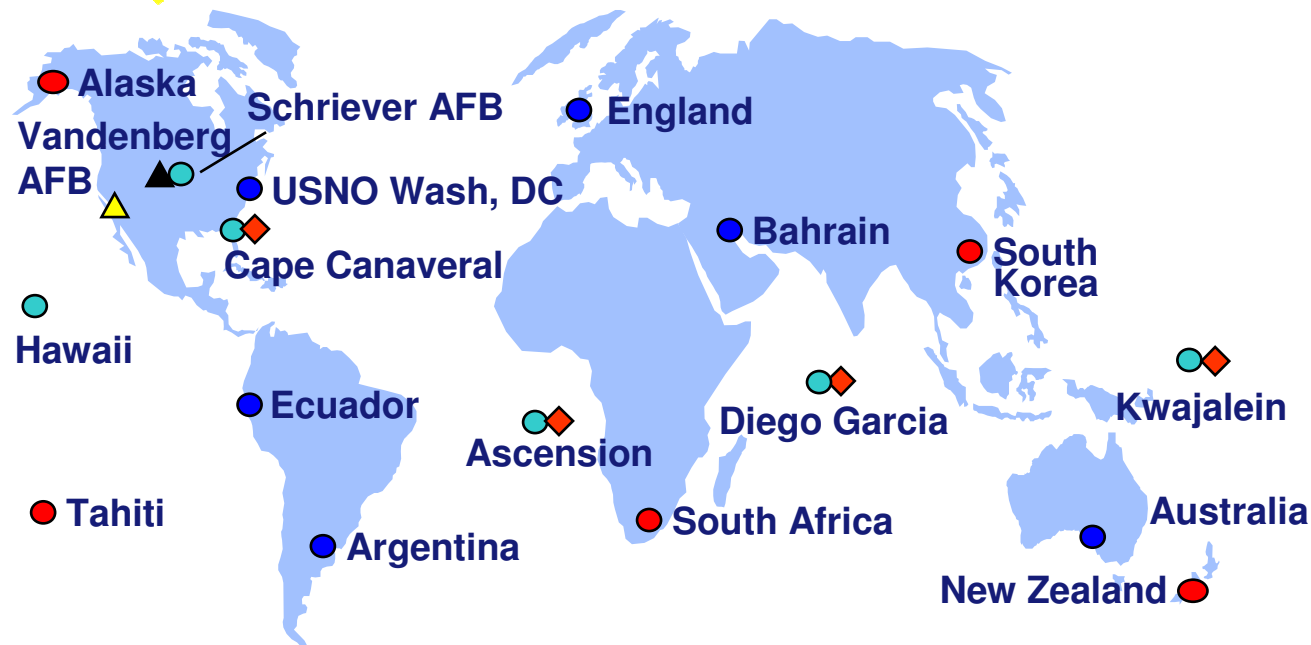 Alaska
Schriever AFB
England
Vandenberg
AFB
USNO Wash, DC
Bahrain
South
Korea
Cape Canaveral
Hawaii
Ecuador
Diego Garcia
Kwajalein
Ascension
Tahiti
South Africa
Australia
Argentina
New Zealand